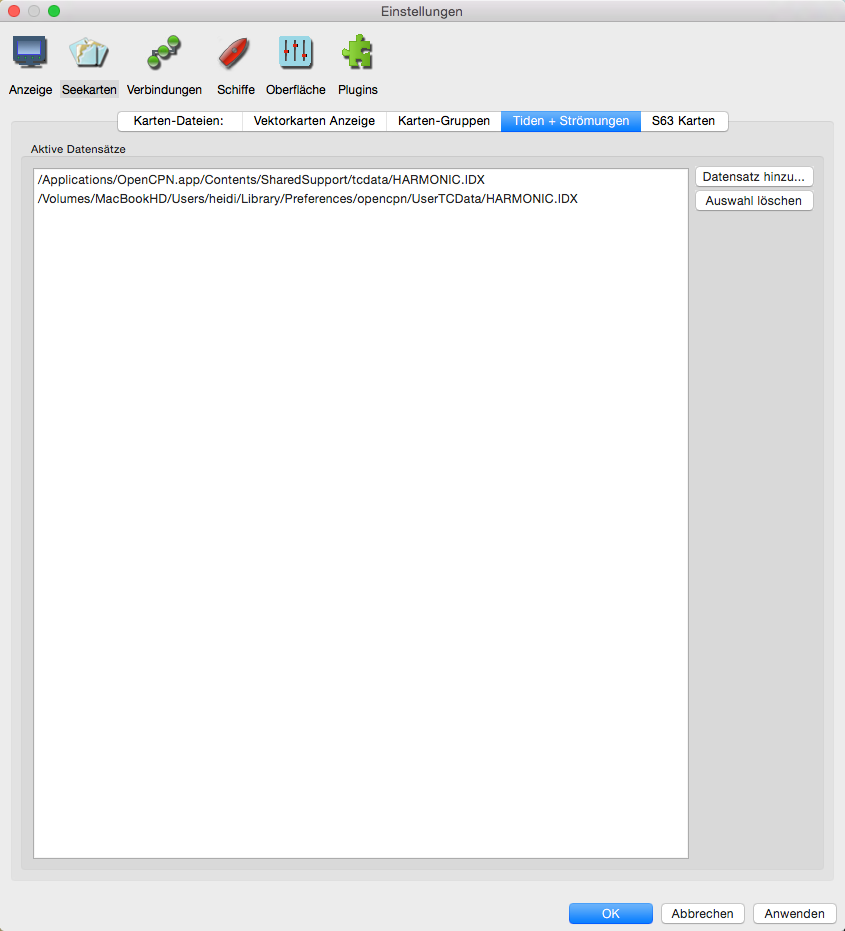 Einstellungen
Anzeige Seekarten Verbindungen Schiffe Oberfläche Plugins
Karten-Dateien: Vektorkarten Anzeige Karten-Gruppen Tiden + Strömungen S63 Karten
Aktive Datensätze
/Applications/OpenCPN.app/Contents/SharedSupport/tcdata/HARMONIC.IDX
/Volumes/MacBookHD/Users/heidi/Library/Preferences/opencpn/UserTCData/HARMONIC.IDX
Datensatz hinzu...
Auswahl löschen
OK Abbrechen Anwenden